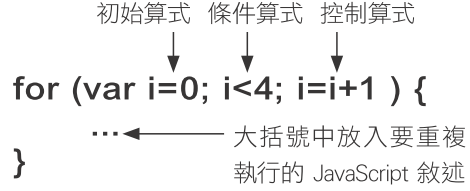 初始算式 條件算式 控制算式
for (var i=0; i<4; i=i+1 ) {
... 大括號中放入要重複
執行的 JavaScript 敘述
}